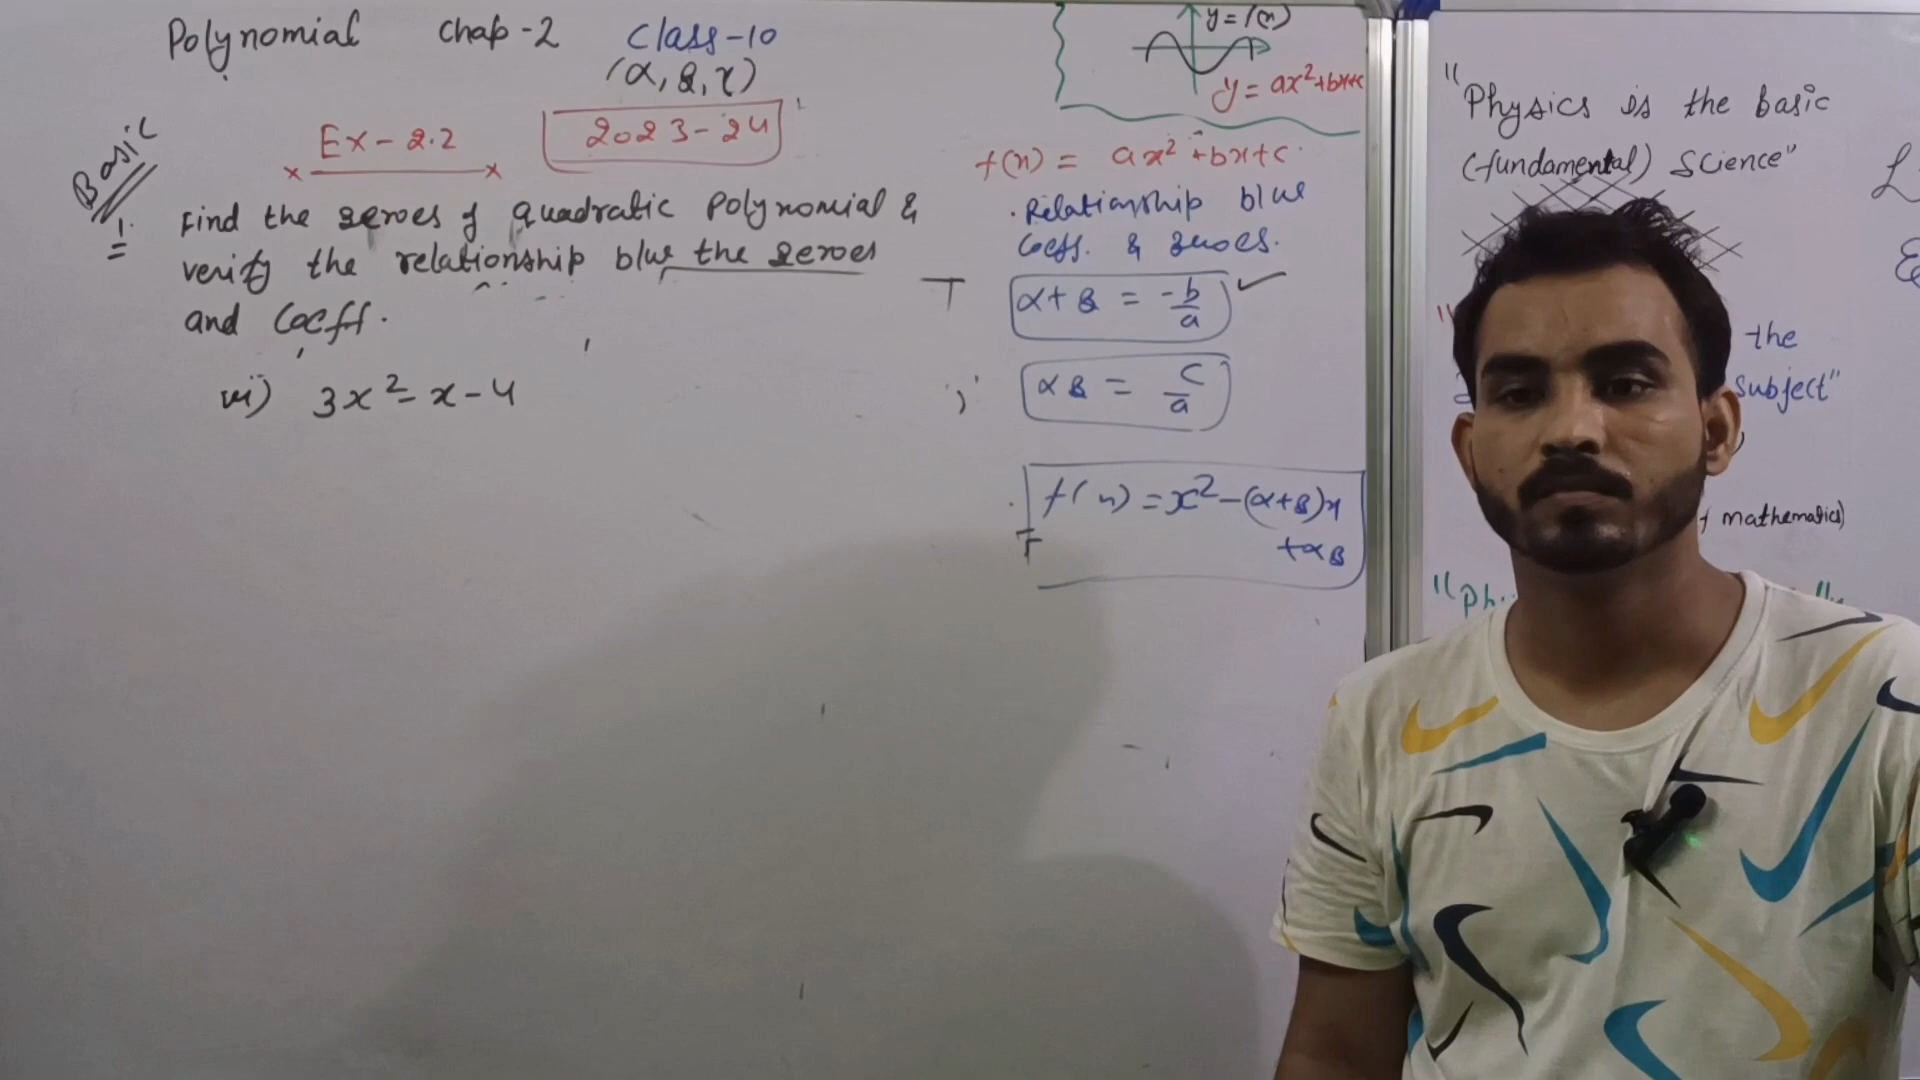 Polynomial Chap-2 Class-10
(α, β, γ)
Basic
Ex-2.2 2023-24
1. Find the zeroes of quadratic Polynomial &
verify the relationship b/w the zeroes
and Coeff.
vi) 3x²-x-4
y=f(x)
y=ax²+bx+c
f(x) = ax²+bx+c
Relationship b/w
Coeff. & zeroes.
α+β = -b/a
αβ = c/a
f(x) = x²-(α+β)x
+αβ
"Physics is the basic
(fundamental) Science"
the
Subject"
mathematics)
"Ph